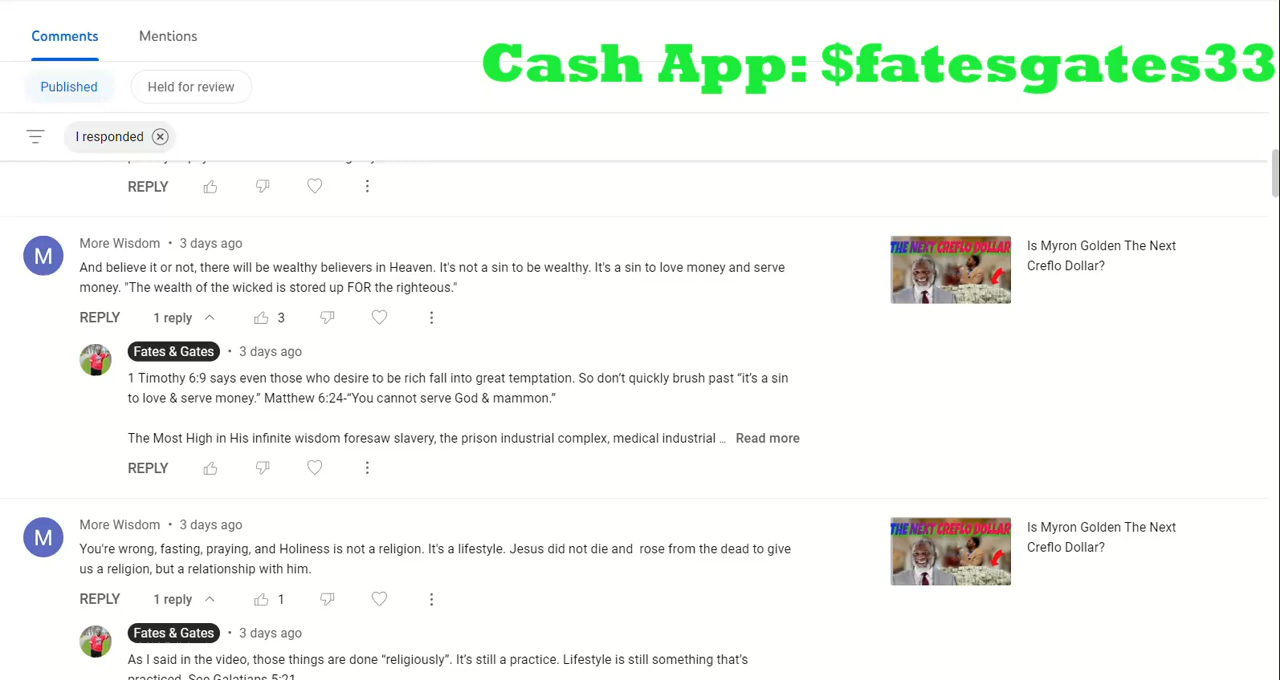 Comments
Mentions
Cash App: $fatesgates33
Published
Held for review
I responded
REPLY
More Wisdom • 3 days ago
And believe it or not, there will be wealthy believers in Heaven. It's not a sin to be wealthy. It's a sin to love money and serve
money. "The wealth of the wicked is stored up FOR the righteous."
REPLY 1 reply 3
THE NEXT CREFLO DOLLAR
Is Myron Golden The Next
Creflo Dollar?
Fates & Gates • 3 days ago
1 Timothy 6:9 says even those who desire to be rich fall into great temptation. So don't quickly brush past “it's a sin
to love & serve money.” Matthew 6:24-“You cannot serve God & mammon.”
The Most High in His infinite wisdom foresaw slavery, the prison industrial complex, medical industrial ... Read more
REPLY
M
More Wisdom • 3 days ago
You're wrong, fasting, praying, and Holiness is not a religion. It's a lifestyle. Jesus did not die and rose from the dead to give
us a religion, but a relationship with him.
REPLY 1 reply 1
THE NEXT CREFLO DOLLAR
Is Myron Golden The Next
Creflo Dollar?
Fates & Gates • 3 days ago
As I said in the video, those things are done “religiously”. It's still a practice. Lifestyle is still something that's
practiced. See Galatians 5:21